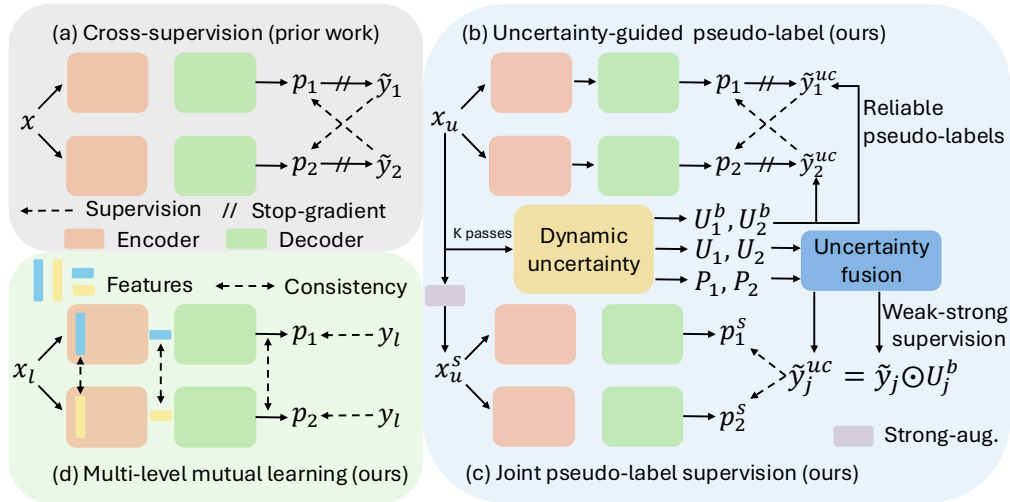 (a) Cross-supervision (prior work)
x
p₁
ỹ₁
p₂
ỹ₂
Supervision // Stop-gradient
Encoder Decoder
(b) Uncertainty-guided pseudo-label (ours)
x_u
p₁
ỹ₁^{uc}
p₂
ỹ₂^{uc}
Reliable
pseudo-labels
K passes
Dynamic
uncertainty
U₁^b, U₂^b
U₁, U₂
P₁, P₂
Uncertainty
fusion
Weak-strong
supervision
x_u^s
p₁^s
p₂^s
ỹ_j^{uc} = ỹ_j⊙U_j^b
Strong-aug.
(c) Joint pseudo-label supervision (ours)
Features Consistency
x_l
p₁
y_l
p₂
y_l
(d) Multi-level mutual learning (ours)